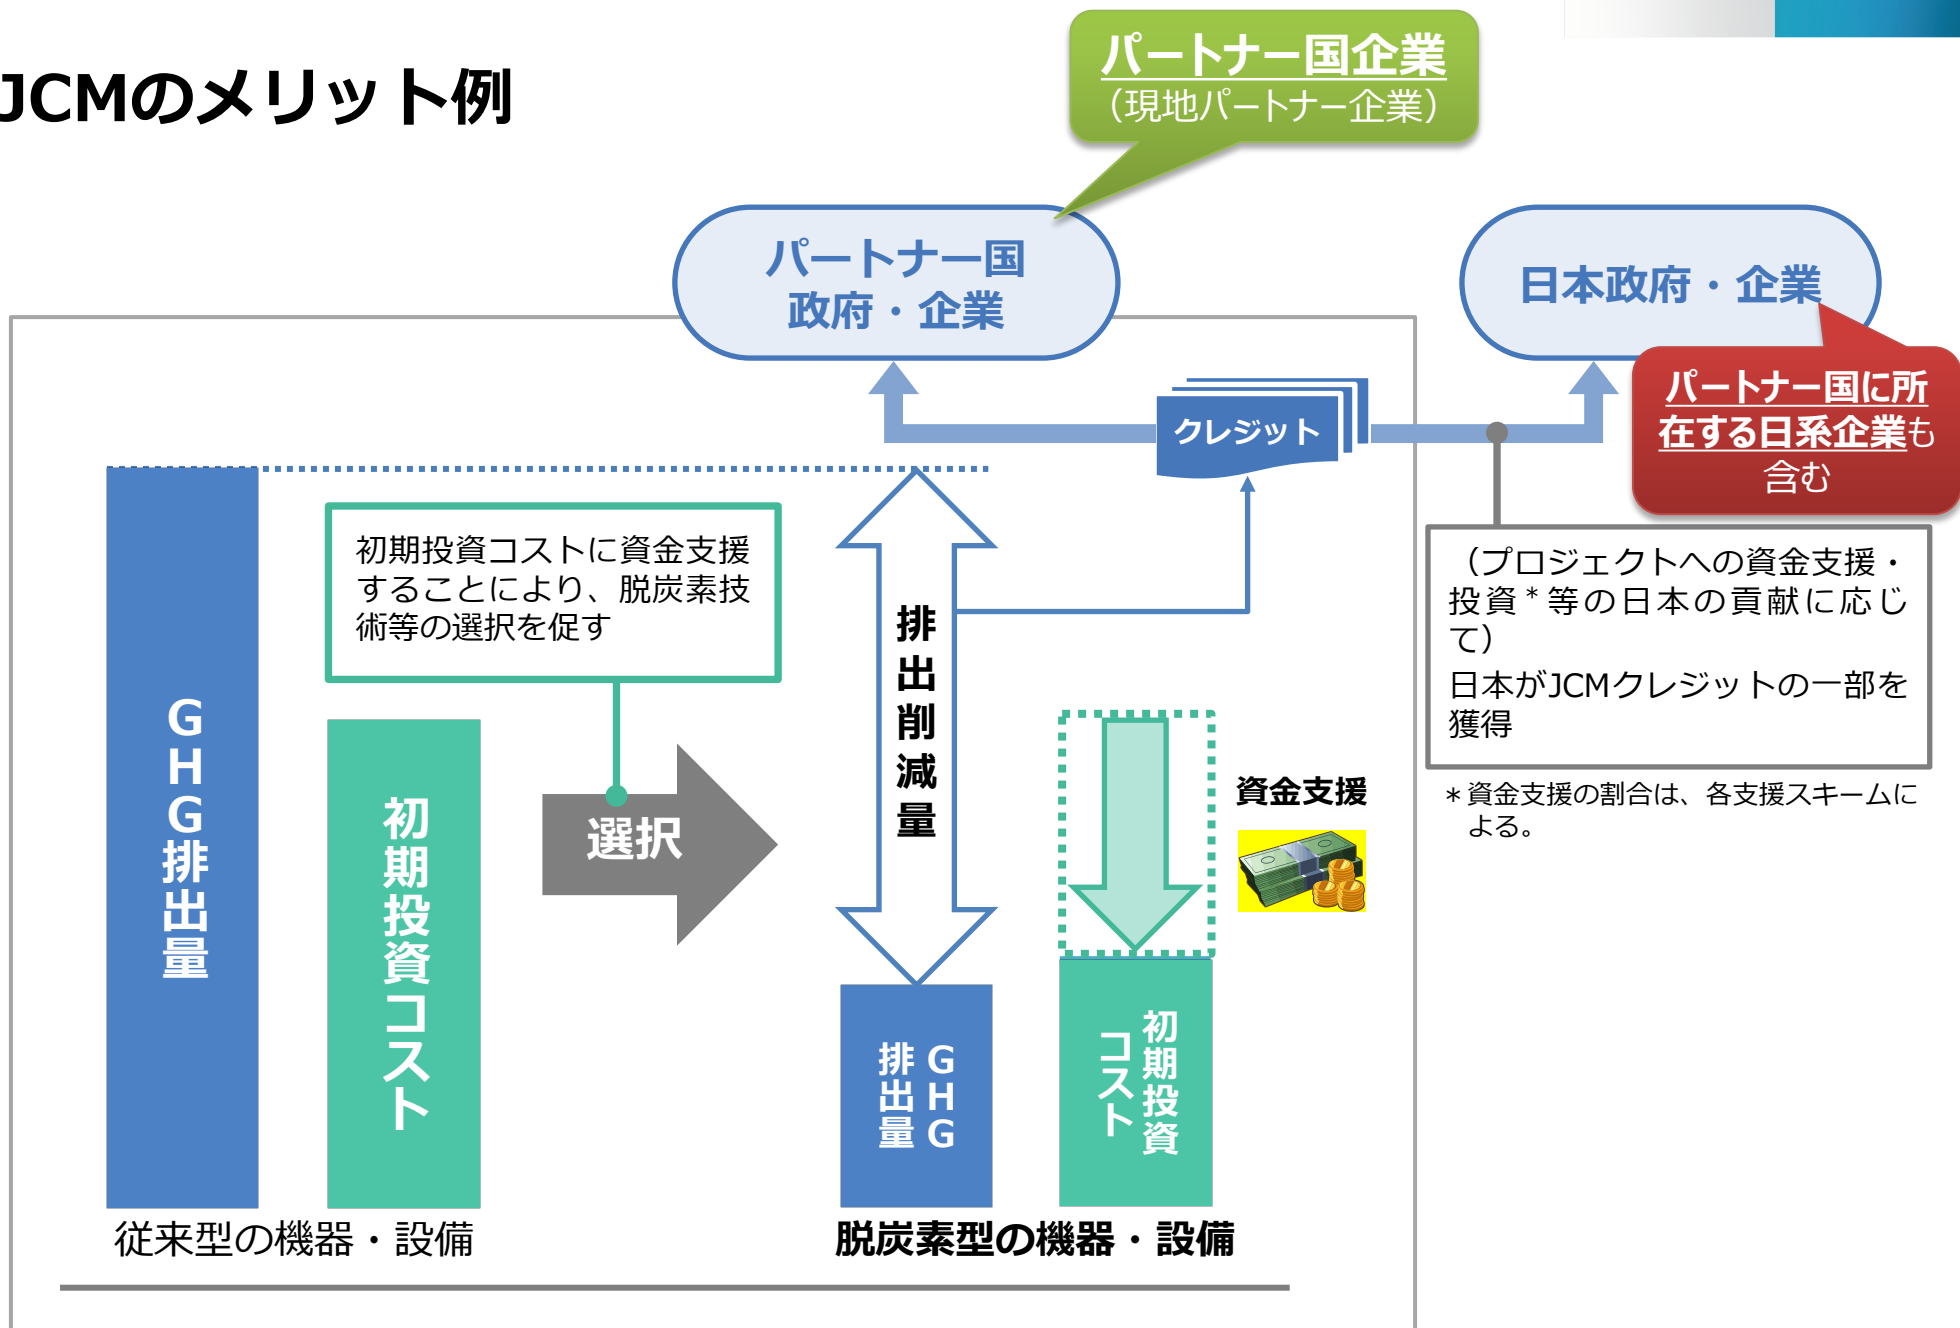 JCMのメリット例
パートナー国企業
（現地パートナー企業）
パートナー国
政府・企業
日本政府・企業
パートナー国に所
在する日系企業も
含む
クレジット
初期投資コストに資金支援
することにより、脱炭素技
術等の選択を促す
（プロジェクトへの資金支援・
投資＊等の日本の貢献に応じ
て）
日本がJCMクレジットの一部を
獲得
＊資金支援の割合は、各支援スキームに
よる。
GHG排出量
初期投資コスト
選択
排出削減量
資金支援
GHG
排出量
初期投資
コスト
従来型の機器・設備
脱炭素型の機器・設備